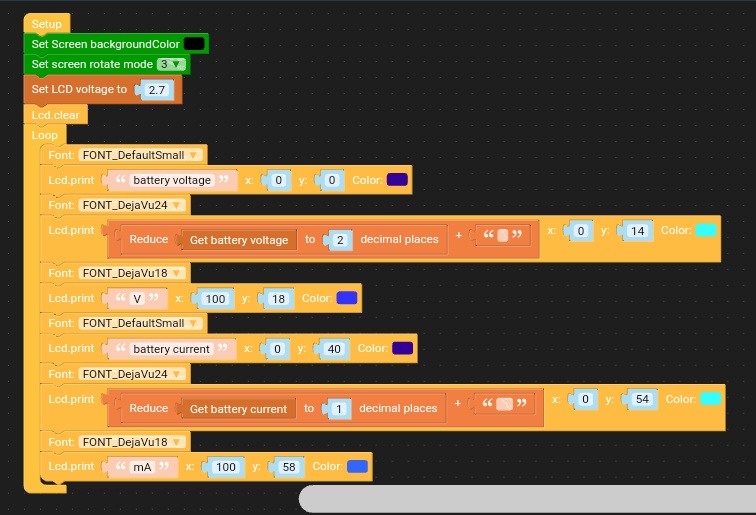 Setup
Set Screen backgroundColor
Set screen rotate mode 3 ▼
Set LCD voltage to 2.7
Lcd.clear
Loop
Font: FONT_DefaultSmall ▼
Lcd.print “ battery voltage ” x: 0 y: 0 Color:
Font: FONT_DejaVu24 ▼
Lcd.print Reduce Get battery voltage to 2 decimal places + “ ” x: 0 y: 14 Color:
Font: FONT_DejaVu18 ▼
Lcd.print “ V ” x: 100 y: 18 Color:
Font: FONT_DefaultSmall ▼
Lcd.print “ battery current ” x: 0 y: 40 Color:
Font: FONT_DejaVu24 ▼
Lcd.print Reduce Get battery current to 1 decimal places + “ ” x: 0 y: 54 Color:
Font: FONT_DejaVu18 ▼
Lcd.print “ mA ” x: 100 y: 58 Color: